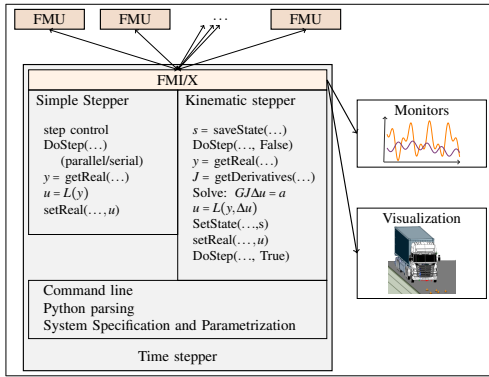 FMU
FMU
...
FMU
FMI/X
Simple Stepper
step control
DoStep(…)
(parallel/serial)
y = getReal(…)
u = L(y)
setReal(…,u)
Kinematic stepper
s = saveState(…)
DoStep(…, False)
y = getReal(…)
J = getDerivatives(…)
Solve: GJΔu = a
u = L(y,Δu)
SetState(…,s)
setReal(…,u)
DoStep(…, True)
Command line
Python parsing
System Specification and Parametrization
Time stepper
Monitors
Visualization